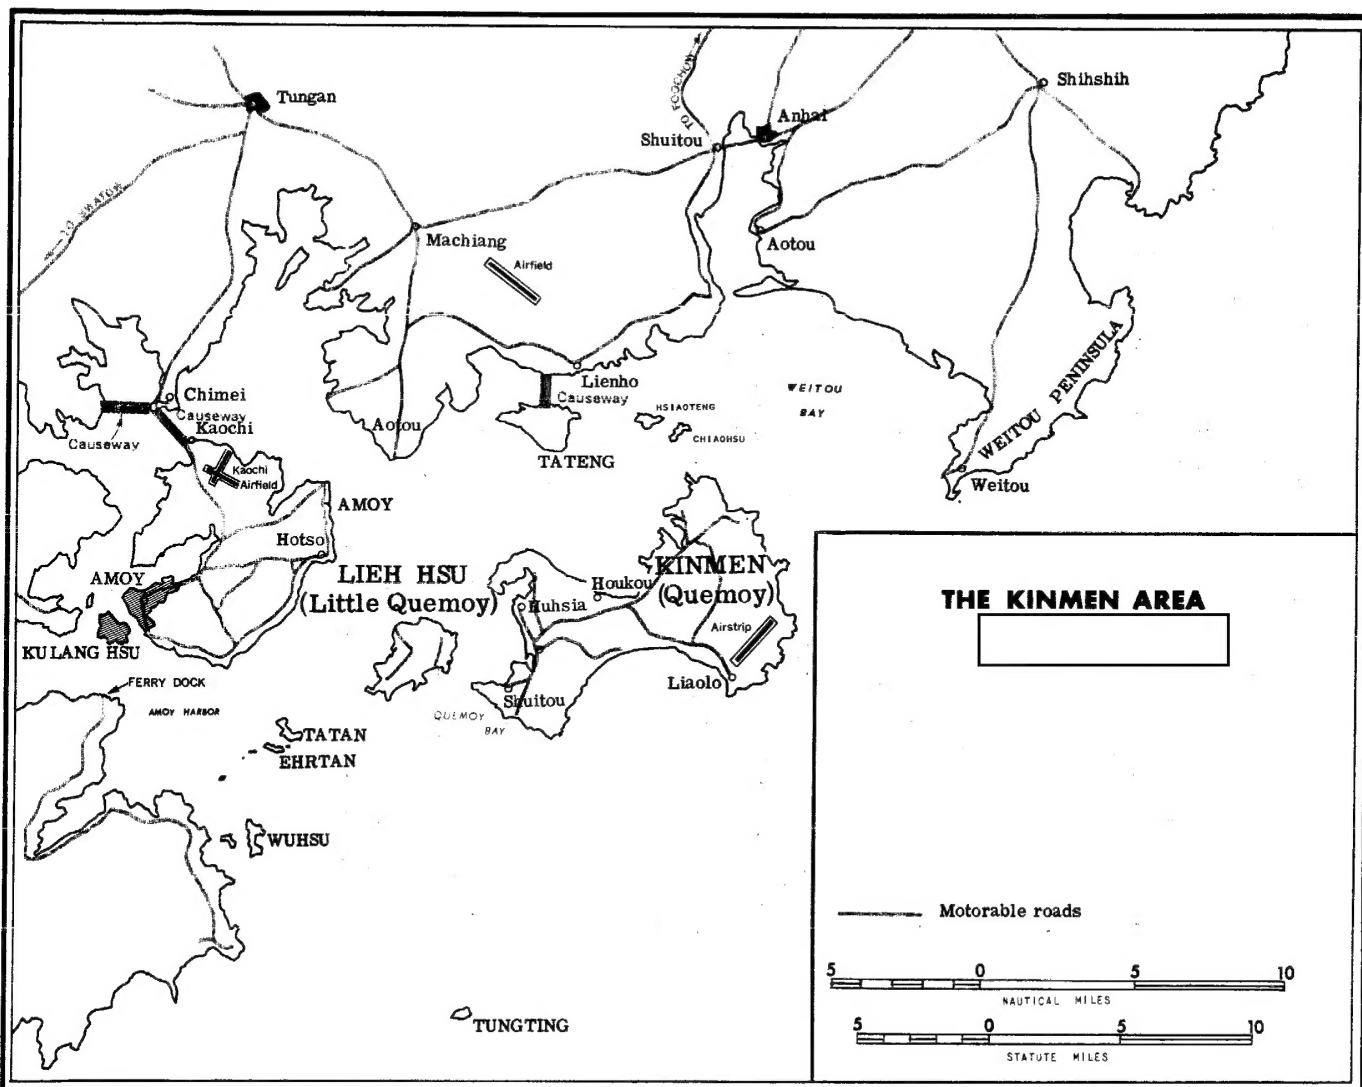 Tungan
Shihshih
TO FOOCHOW
Anhai
Shuitou
TO SWATOW
Machiang
Airfield
Aotou
WEITOU PENINSULA
Chimei
Causeway
Kaochi
Causeway
Lienho
Causeway
WEITOU
BAY
HSIAOTENG
CHIAOHSU
Aotou
TATENG
Kaochi
Airfield
Weitou
AMOY
Hotso
AMOY
LIEH HSU
(Little Quemoy)
KINMEN
(Quemoy)
Houkou
Huhsia
Airstrip
KULANG HSU
FERRY DOCK
AMOY HARBOR
Liaolo
Shuitou
QUEMOY
BAY
TATAN
EHRTAN
WUHSU
TUNGTING
THE KINMEN AREA
Motorable roads
5 0 5 10
NAUTICAL MILES
5 0 5 10
STATUTE MILES